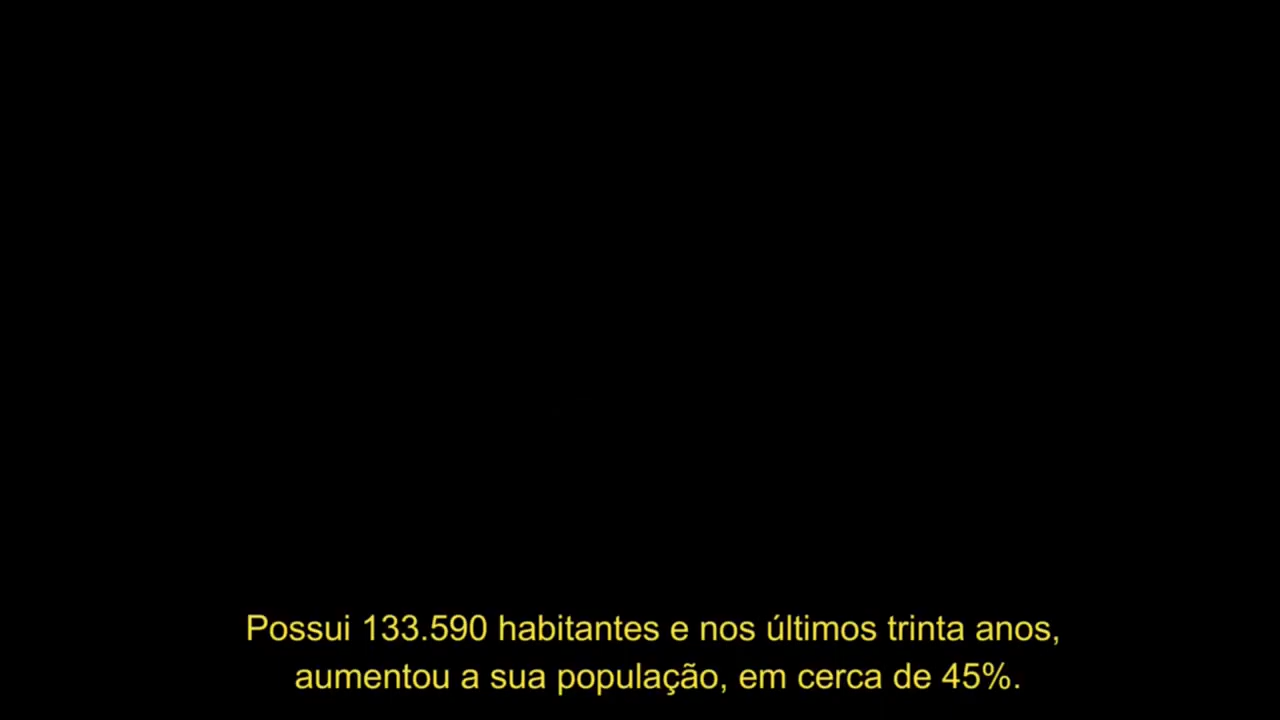 Possui 133.590 habitantes e nos últimos trinta anos,
aumentou a sua população, em cerca de 45%.